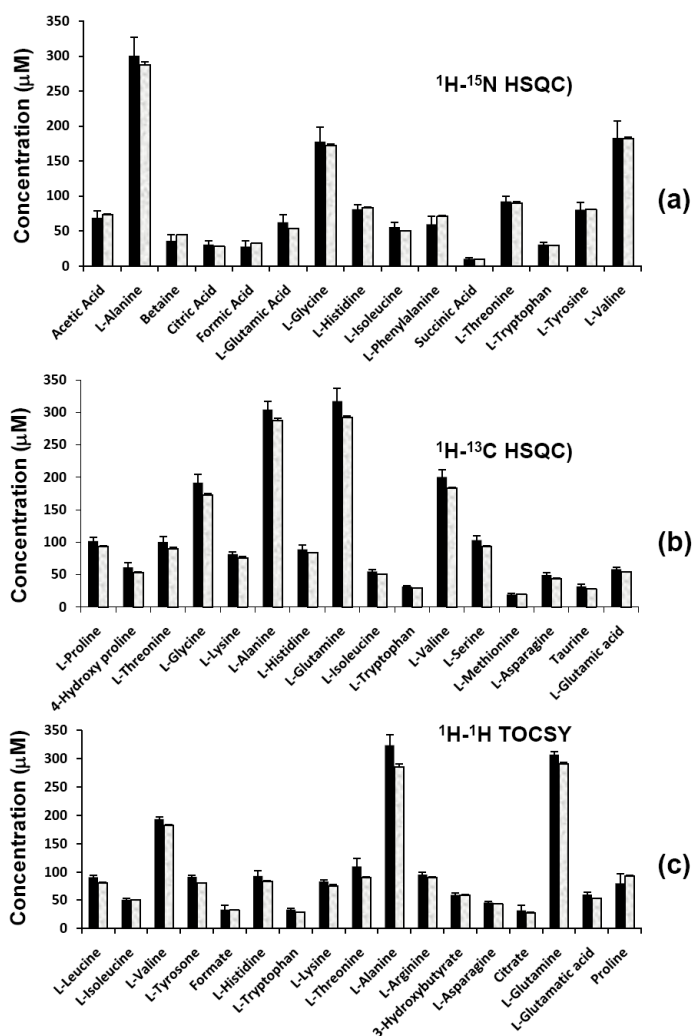 Concentration (µM)
350
300
250
200
150
100
50
0
¹H-¹⁵N HSQC)
(a)
Acetic Acid
L-Alanine
Betaine
Citric Acid
Formic Acid
L-Glutamic Acid
L-Glycine
L-Histidine
L-Isoleucine
L-Phenylalanine
Succinic Acid
L-Threonine
L-Tryptophan
L-Tyrosine
L-Valine
Concentration (µM)
350
300
250
200
150
100
50
0
¹H-¹³C HSQC)
(b)
L-Proline
4-Hydroxy proline
L-Threonine
L-Glycine
L-Lysine
L-Alanine
L-Histidine
L-Glutamine
L-Isoleucine
L-Tryptophan
L-Valine
L-Serine
L-Methionine
L-Asparagine
Taurine
L-Glutamic acid
Concentration (µM)
350
300
250
200
150
100
50
0
¹H-¹H TOCSY
(c)
L-Leucine
L-Isoleucine
L-Valine
L-Tyrosone
Formate
L-Histidine
L-Tryptophan
L-Lysine
L-Threonine
L-Alanine
L-Arginine
3-Hydroxybutyrate
L-Asparagine
Citrate
L-Glutamine
L-Glutamatic acid
Proline